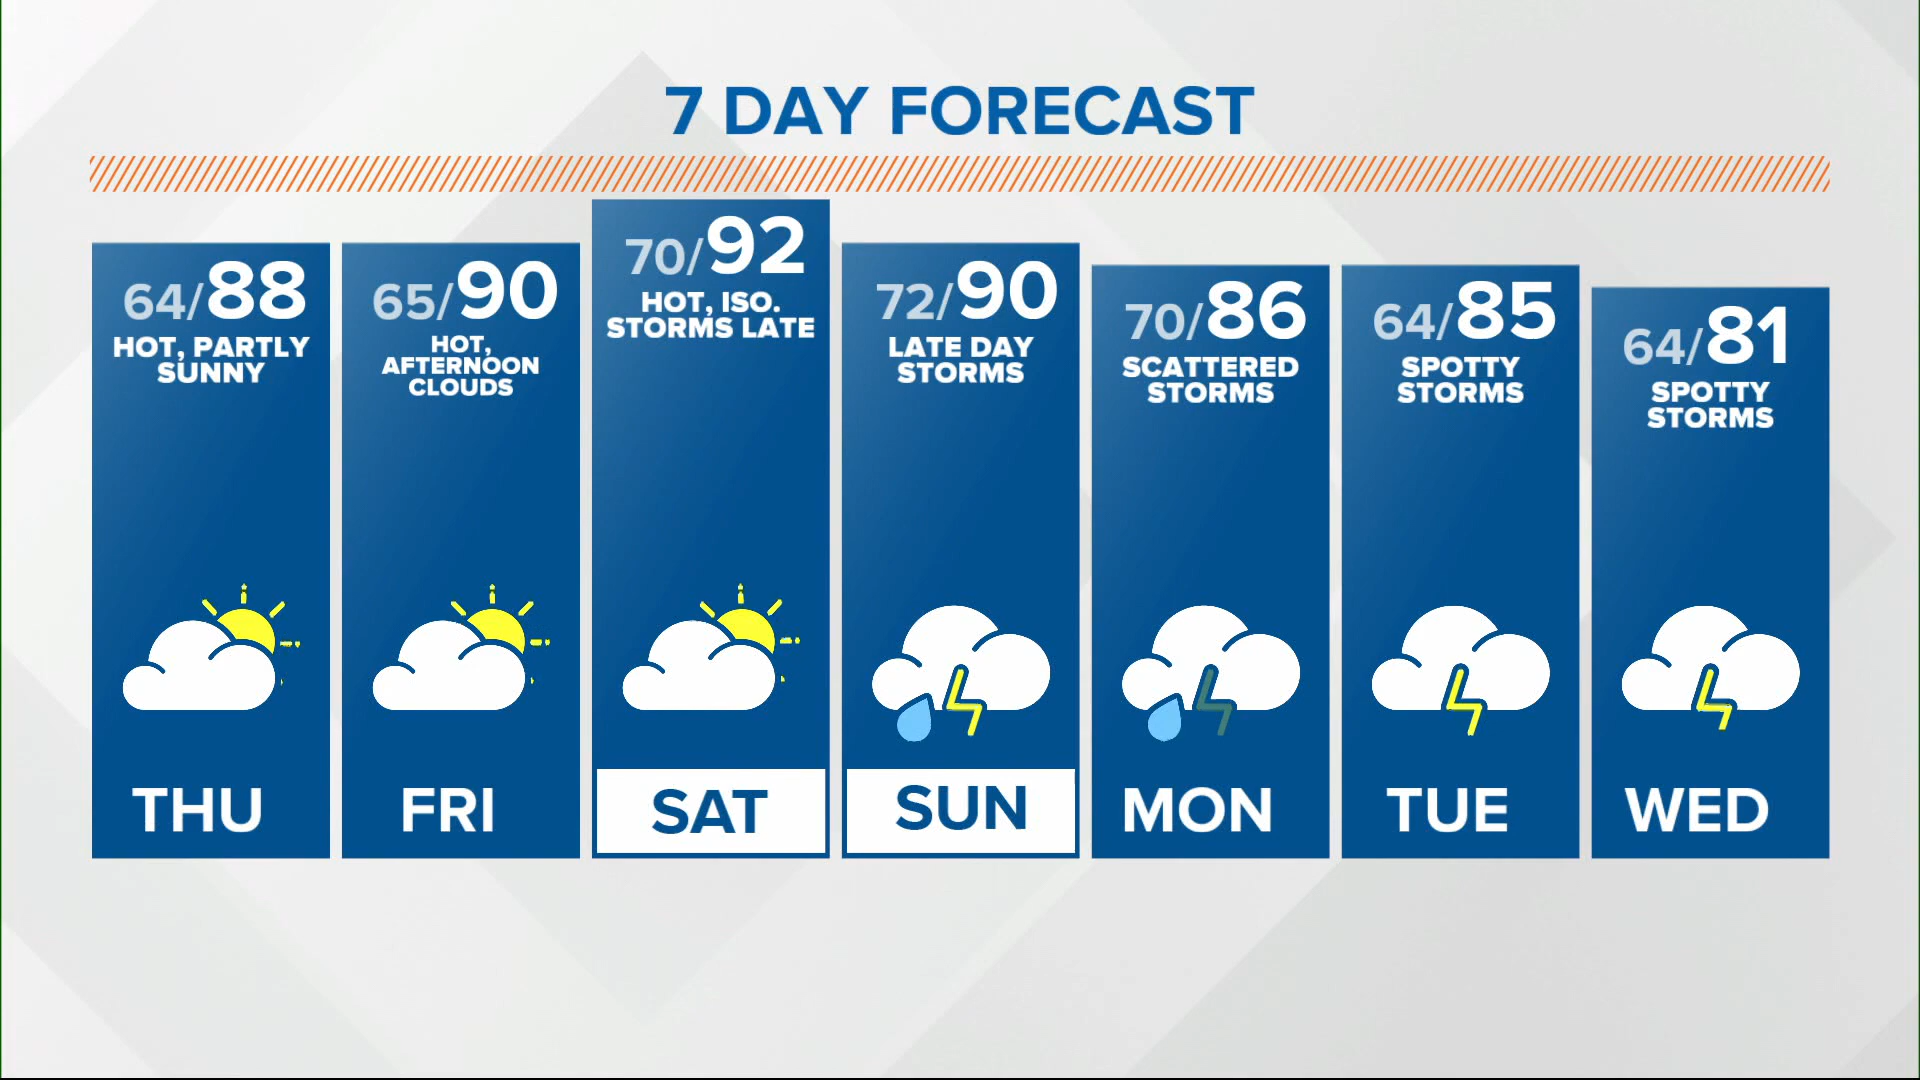 7 DAY FORECAST
64/88
HOT, PARTLY
SUNNY
THU
65/90
HOT,
AFTERNOON
CLOUDS
FRI
70/92
HOT, ISO.
STORMS LATE
SAT
72/90
LATE DAY
STORMS
SUN
70/86
SCATTERED
STORMS
MON
64/85
SPOTTY
STORMS
TUE
64/81
SPOTTY
STORMS
WED